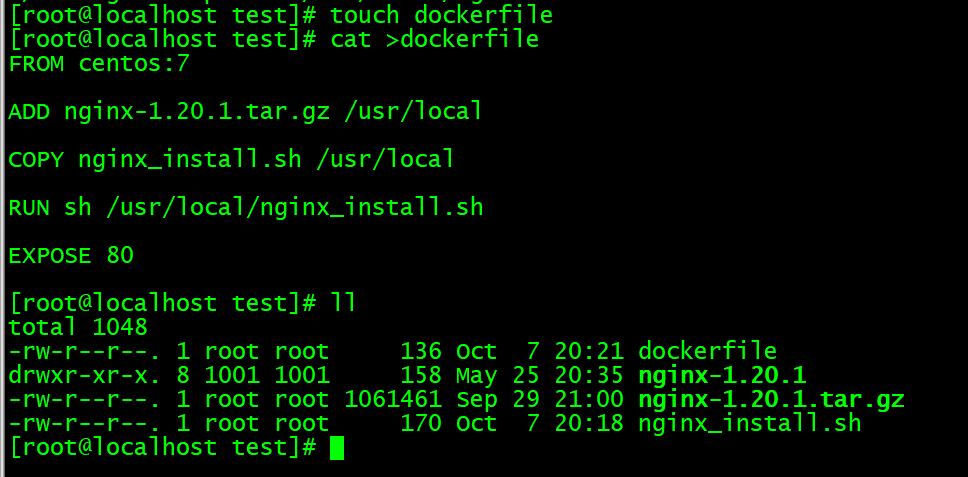 [root@localhost test]# touch dockerfile
[root@localhost test]# cat >dockerfile
FROM centos:7
ADD nginx-1.20.1.tar.gz /usr/local
COPY nginx_install.sh /usr/local
RUN sh /usr/local/nginx_install.sh
EXPOSE 80
[root@localhost test]# ll
total 1048
-rw-r--r--. 1 root root     136 Oct  7 20:21 dockerfile
drwxr-xr-x. 8 1001 1001     158 May 25 20:35 nginx-1.20.1
-rw-r--r--. 1 root root 1061461 Sep 29 21:00 nginx-1.20.1.tar.gz
-rw-r--r--. 1 root root     170 Oct  7 20:18 nginx_install.sh
[root@localhost test]#